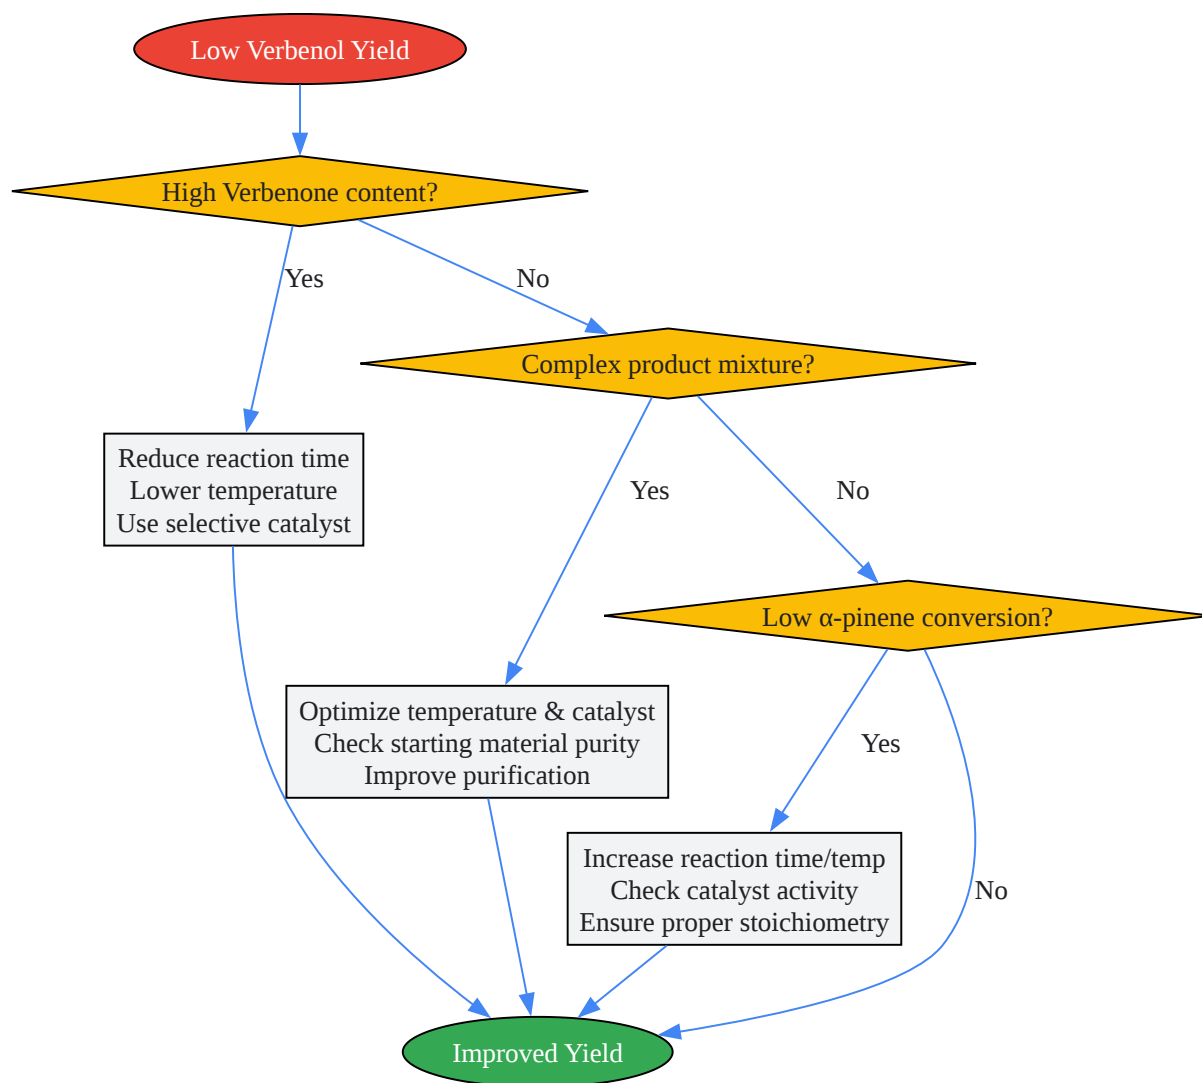 Low Verbenol Yield
High Verbenone content?
Yes
No
Complex product mixture?
Reduce reaction time
Lower temperature
Use selective catalyst
Yes
No
Low α-pinene conversion?
Optimize temperature & catalyst
Check starting material purity
Improve purification
Yes
Increase reaction time/temp
Check catalyst activity
Ensure proper stoichiometry
No
Improved Yield